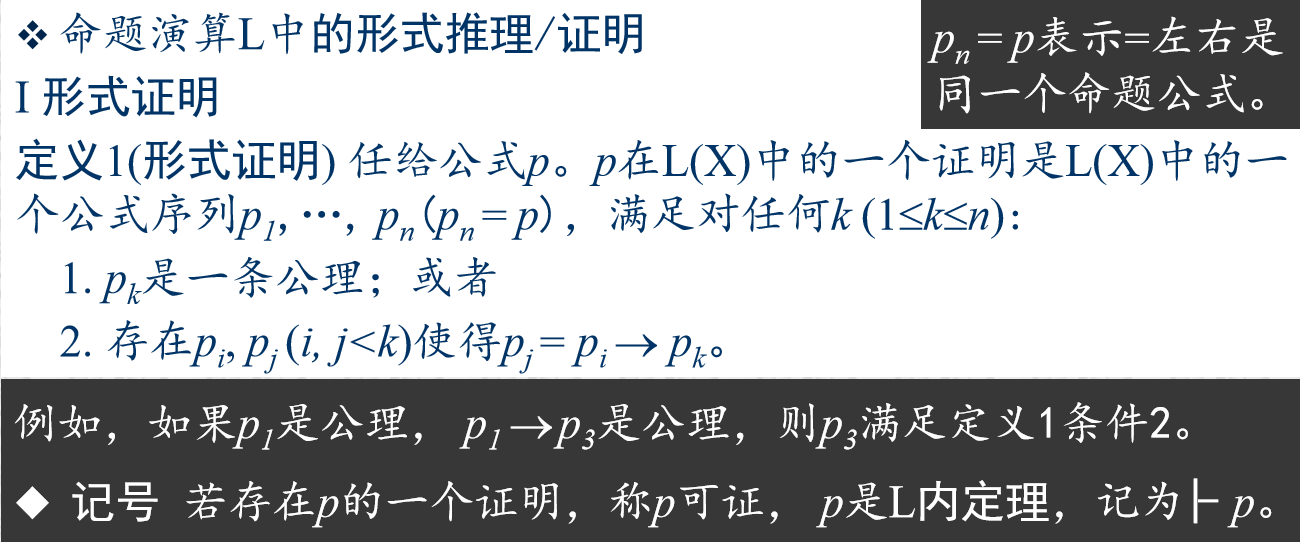 ❖ 命题演算L中的形式推理/证明
pₙ = p表示=左右是
同一个命题公式。
I 形式证明
定义1(形式证明) 任给公式p。p在L(X)中的一个证明是L(X)中的一
个公式序列p₁, …, pₙ (pₙ = p)，满足对任何k (1≤k≤n)：
1. pₖ是一条公理；或者
2. 存在pᵢ, pⱼ (i, j<k)使得pⱼ = pᵢ → pₖ。
例如，如果p₁是公理，p₁→p₃是公理，则p₃满足定义1条件2。
◆ 记号 若存在p的一个证明，称p可证，p是L内定理，记为├ p。